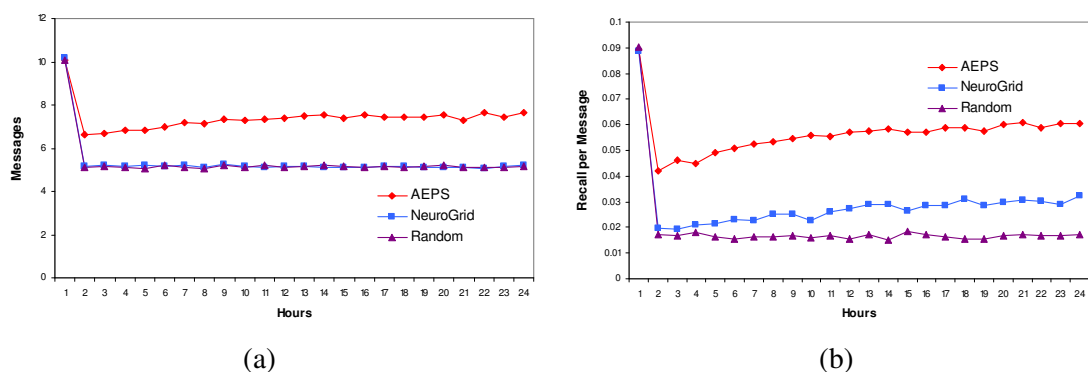 12
10
8
6
4
2
0
Messages
AEPS
NeuroGrid
Random
1 2 3 4 5 6 7 8 9 10 11 12 13 14 15 16 17 18 19 20 21 22 23 24
Hours
(a)
0.1
0.09
0.08
0.07
0.06
0.05
0.04
0.03
0.02
0.01
0
Recall per Message
AEPS
NeuroGrid
Random
1 2 3 4 5 6 7 8 9 10 11 12 13 14 15 16 17 18 19 20 21 22 23 24
Hours
(b)